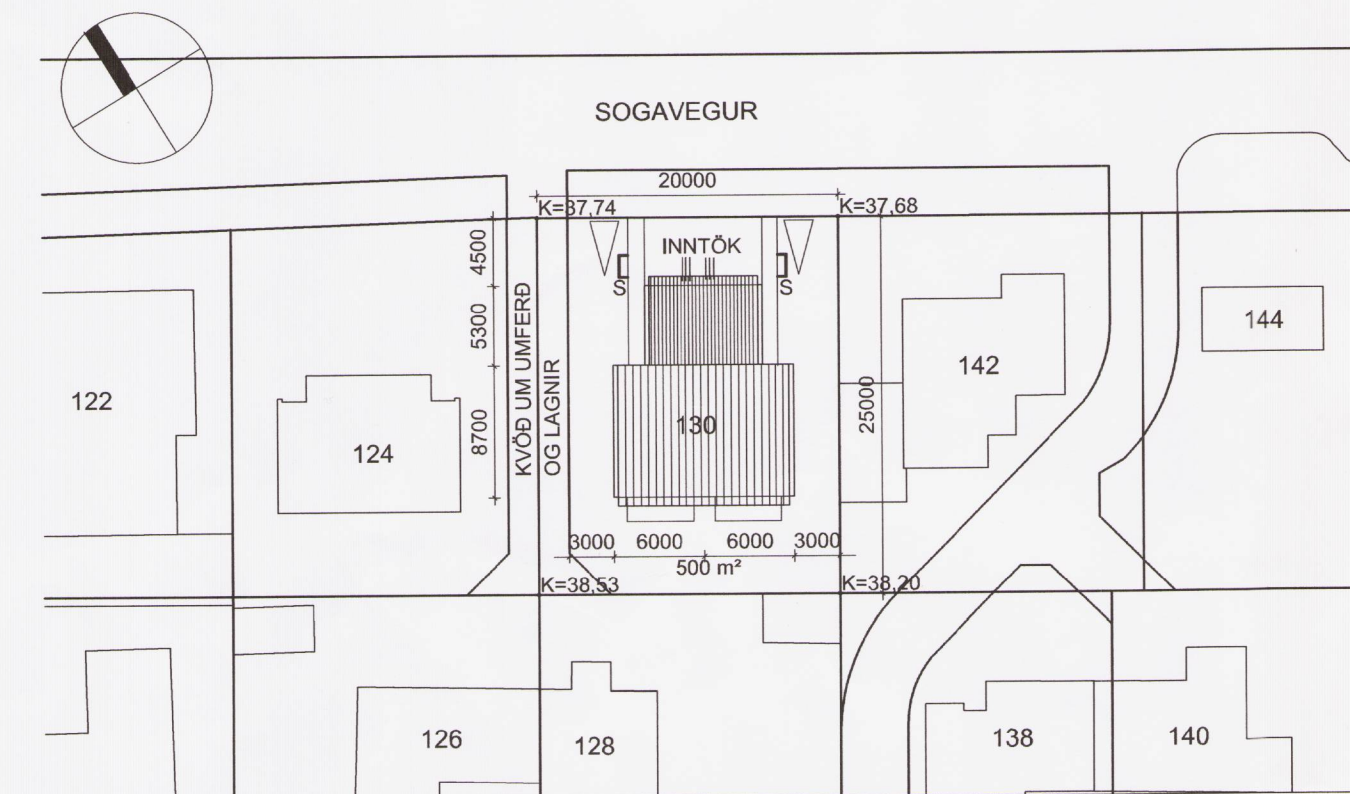 SOGAVEGUR
20000
K=37,74
K=37,68
4500
INNTÖK
S
S
5300
KVÖÐ UM UMFERÐ
OG LAGNIR
144
142
122
25000
130
8700
124
3000
6000
6000
3000
500 m²
K=38,53
K=38,20
126
128
138
140